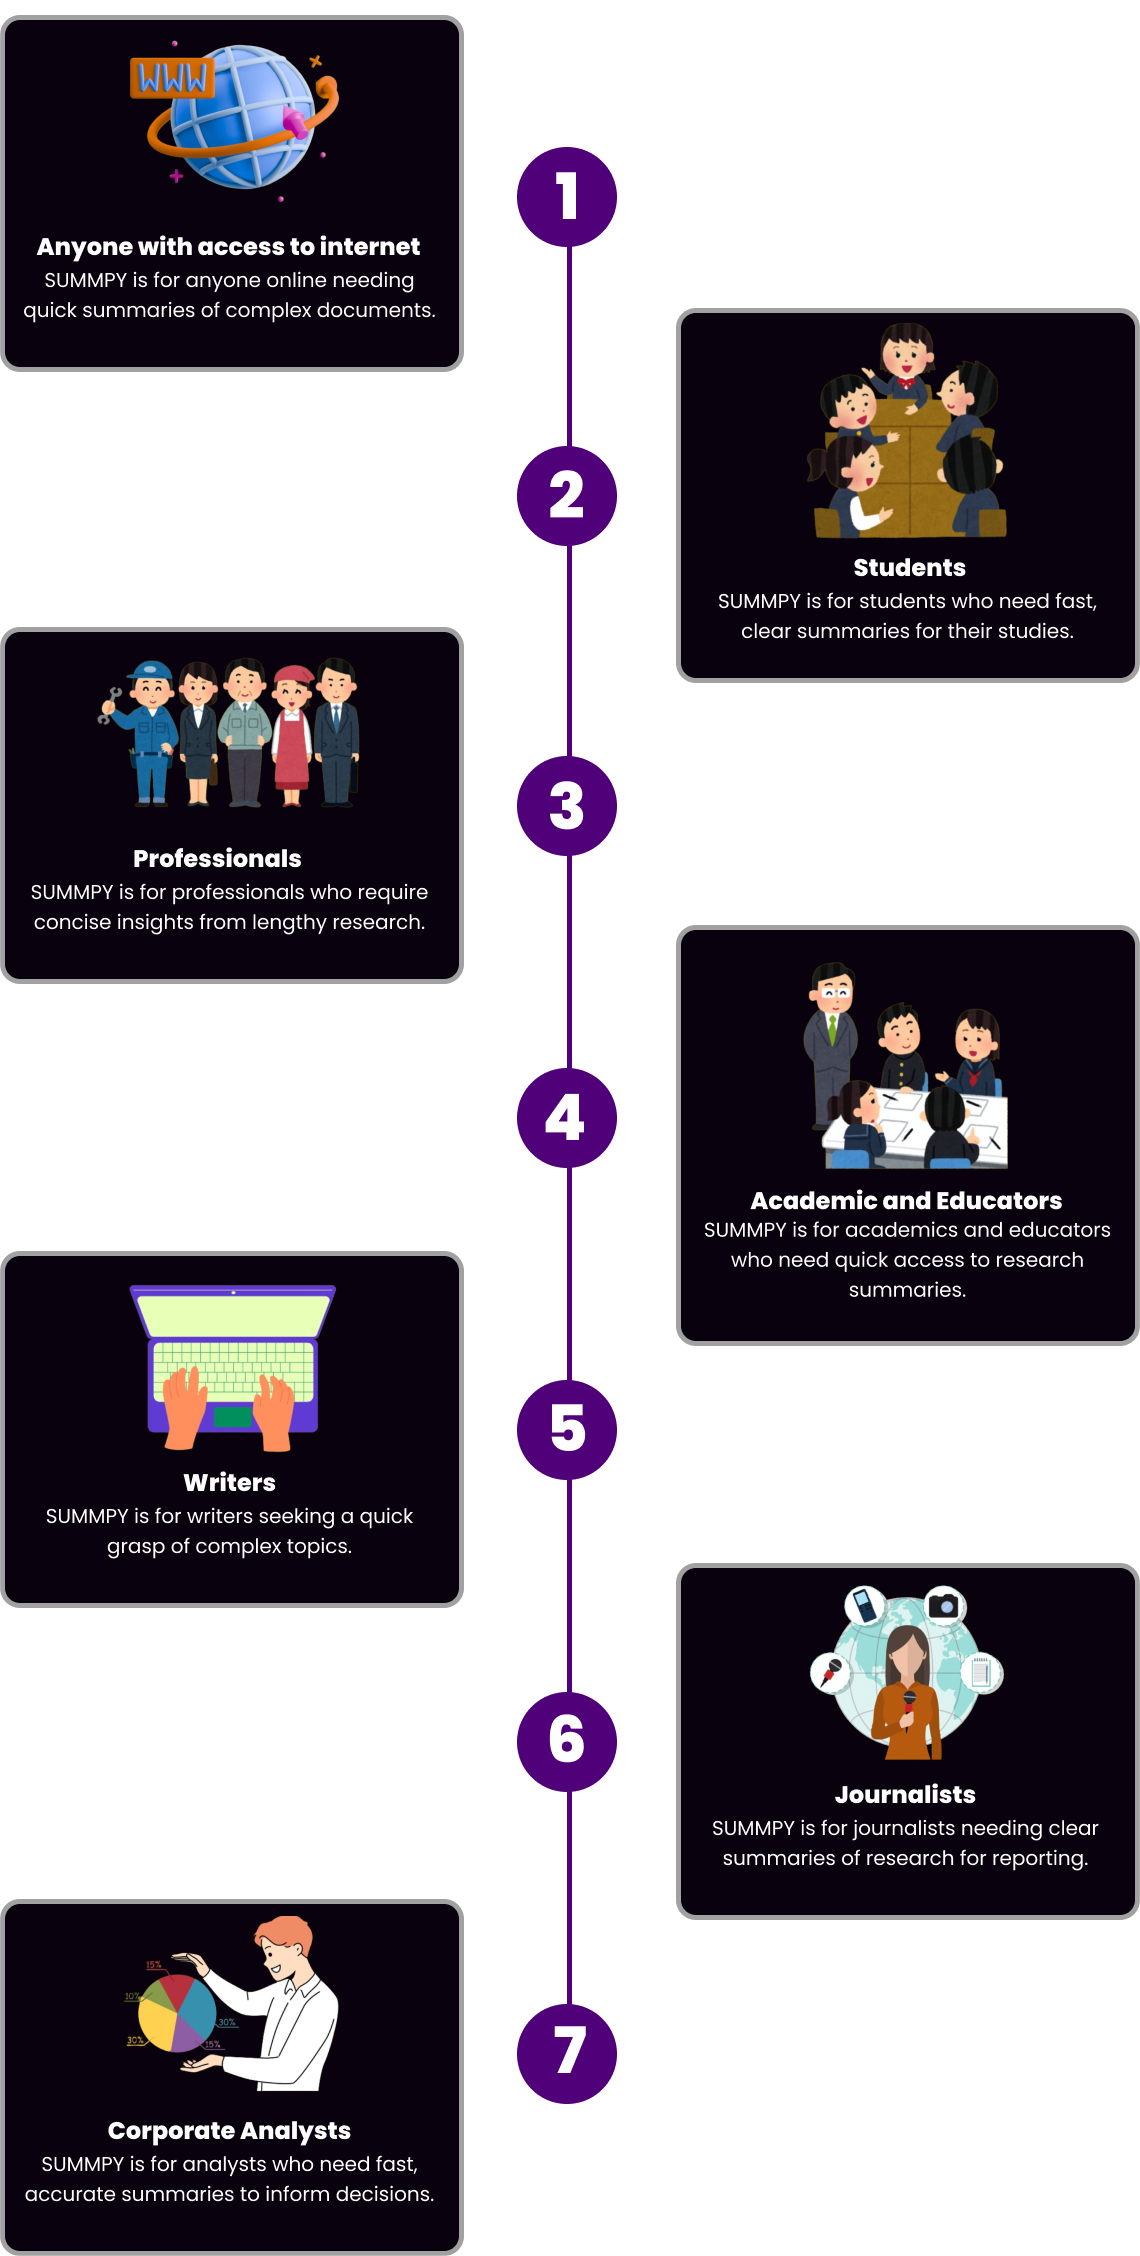 WWW
1
Anyone with access to internet
SUMMPY is for anyone online needing
quick summaries of complex documents.
2
Students
SUMMPY is for students who need fast,
clear summaries for their studies.
3
Professionals
SUMMPY is for professionals who require
concise insights from lengthy research.
4
Academic and Educators
SUMMPY is for academics and educators
who need quick access to research
summaries.
5
Writers
SUMMPY is for writers seeking a quick
grasp of complex topics.
6
Journalists
SUMMPY is for journalists needing clear
summaries of research for reporting.
7
15%
10%
30%
30%
15%
Corporate Analysts
SUMMPY is for analysts who need fast,
accurate summaries to inform decisions.